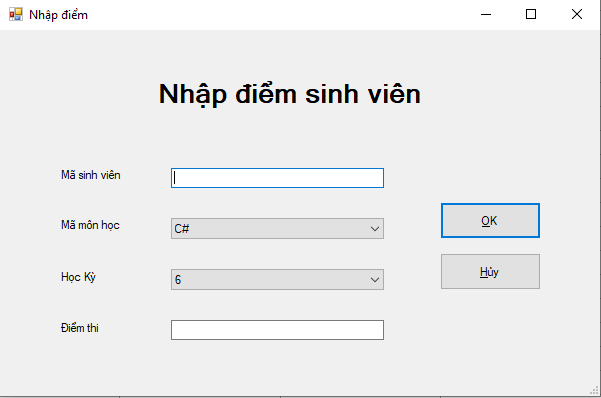 Nhập điểm
Nhập điểm sinh viên
Mã sinh viên
Mã môn học
C#
OK
Học Kỳ
6
Hủy
Điểm thi